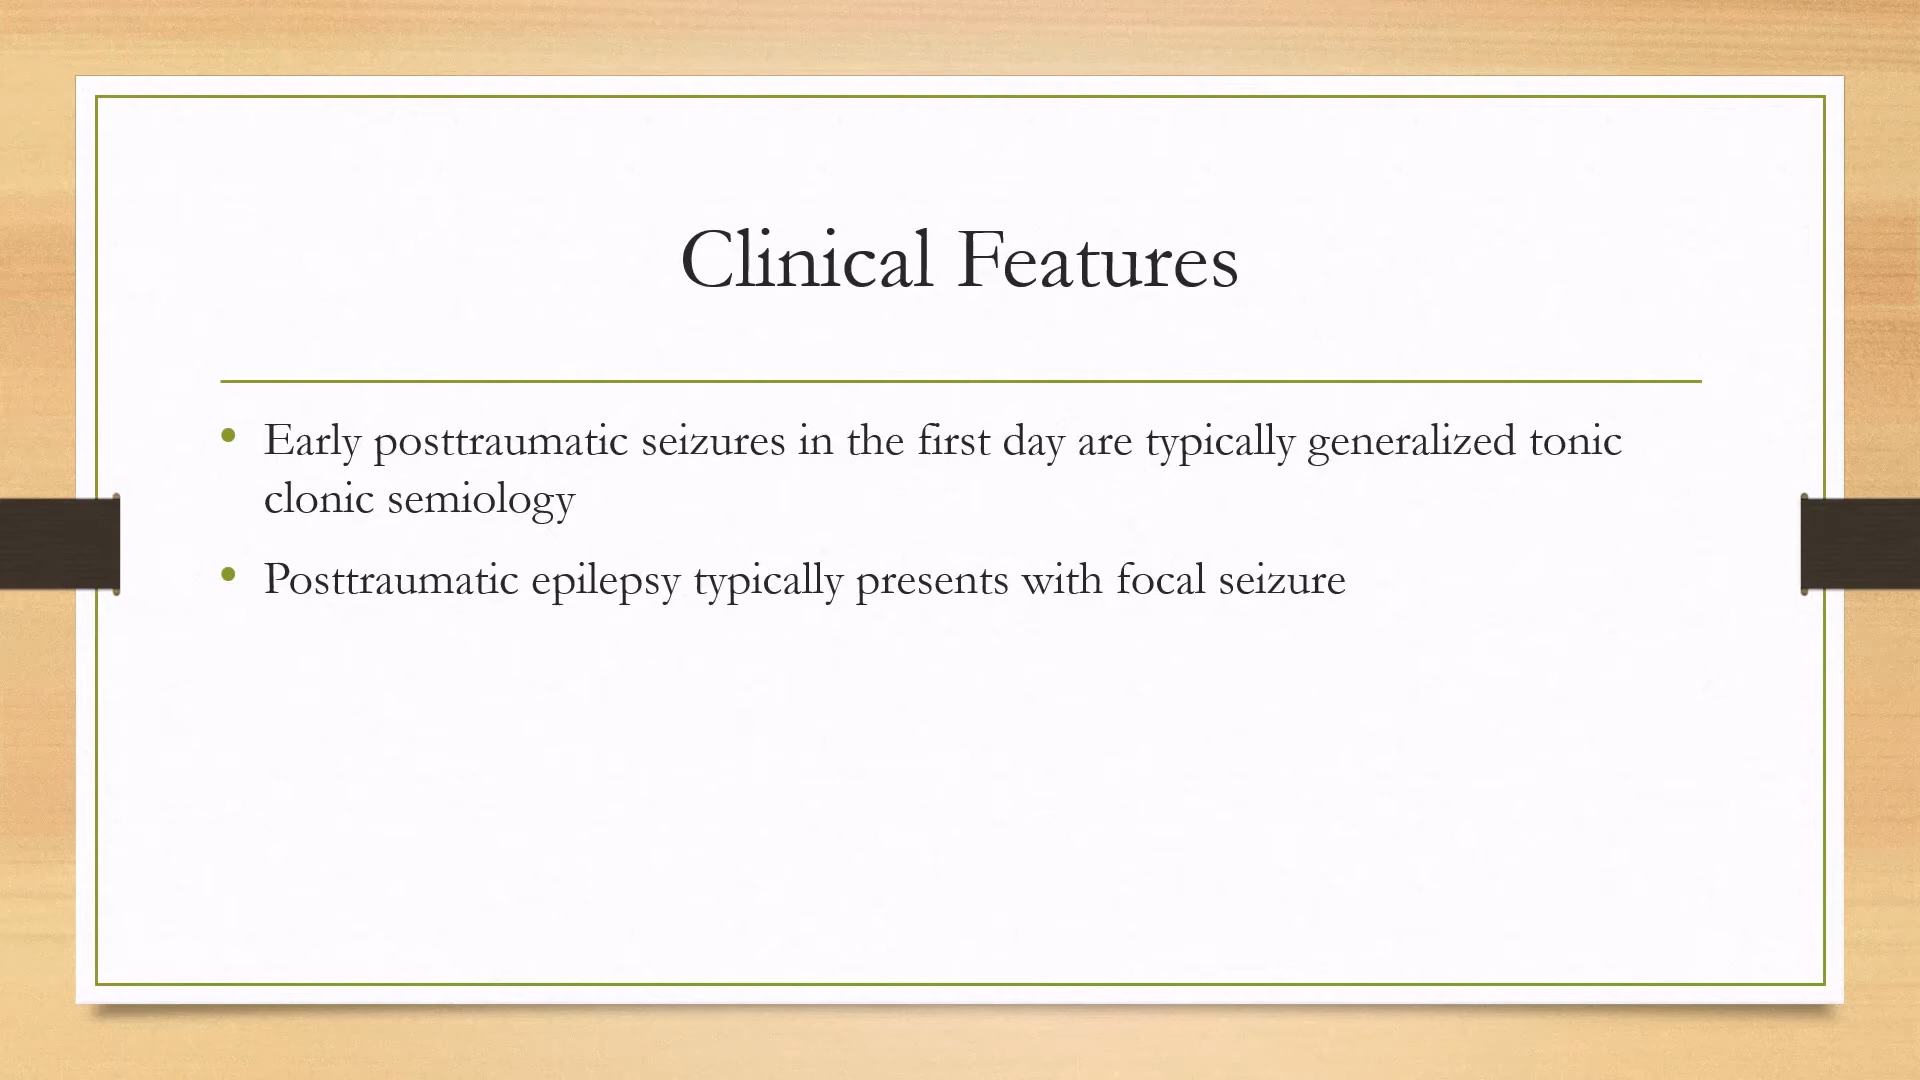 Clinical Features
• Early posttraumatic seizures in the first day are typically generalized tonic
clonic semiology
• Posttraumatic epilepsy typically presents with focal seizure